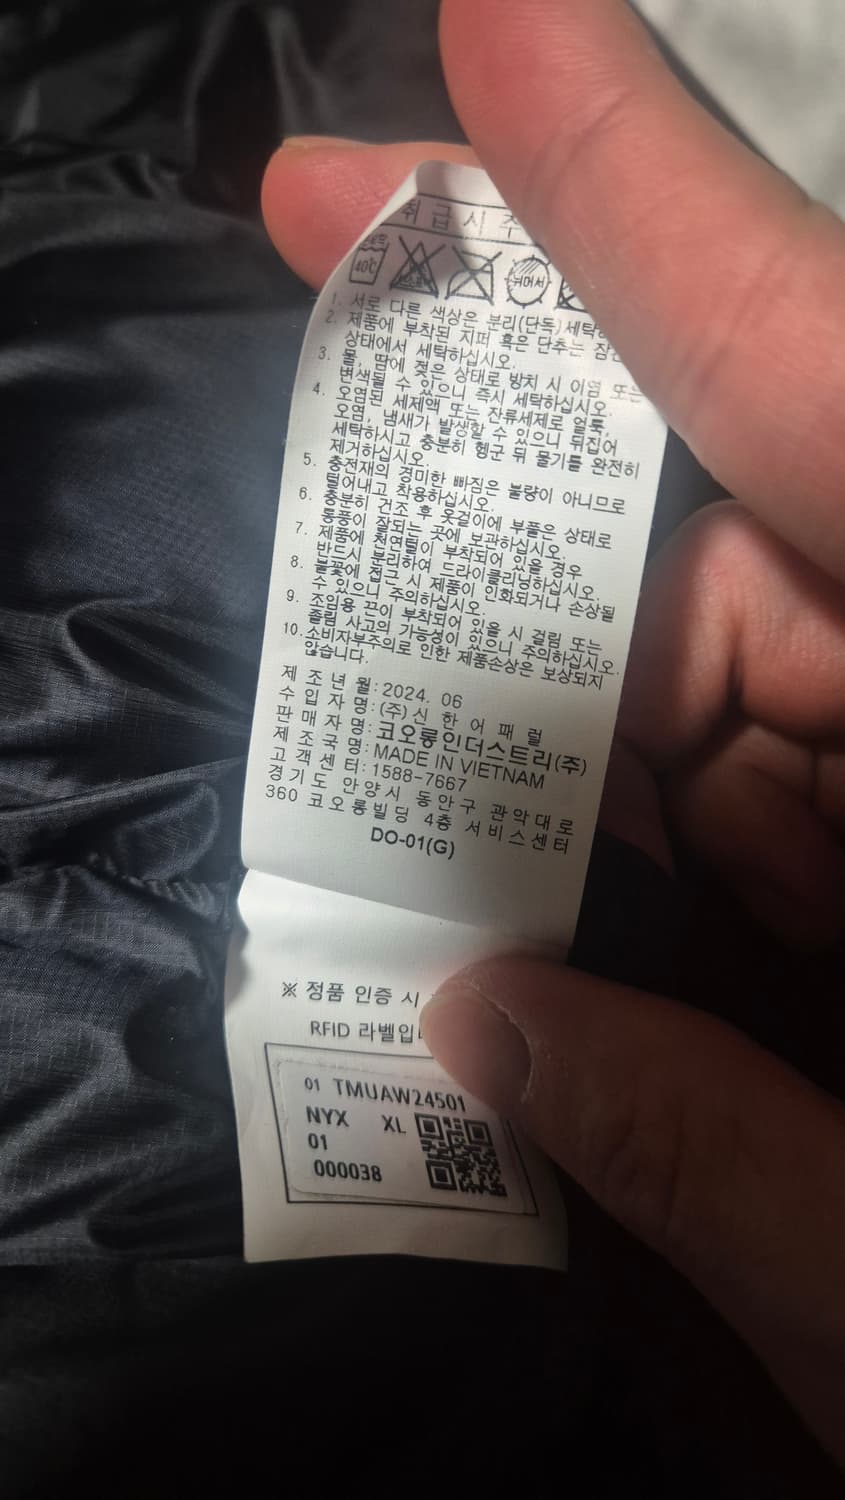 취 급 시 주
40℃
뉘어서
1. 서로 다른 색상은 분리(단독)세탁
2. 제품에 부착된 지퍼 혹은 단추는 잠
상태에서 세탁하십시오.
3. 물, 땀에 젖은 상태로 방치 시 이염 또는
변색될 수 있으니 즉시 세탁하십시오.
4. 오염된 세제액 또는 잔류세제로 얼룩,
오염, 냄새가 발생할 수 있으니 뒤집어
세탁하시고 충분히 헹군 뒤 물기를 완전히
제거하십시오.
5. 충전재의 경미한 빠짐은 불량이 아니므로
털어내고 착용하십시오.
6. 충분히 건조 후 옷걸이에 부풀은 상태로
통풍이 잘되는 곳에 보관하십시오.
7. 제품에 천연털이 부착되어 있을 경우
반드시 분리하여 드라이클리닝하십시오.
8. 불꽃에 접근 시 제품이 인화되거나 손상될
수 있으니 주의하십시오.
9. 조임용 끈이 부착되어 있을 시 걸림 또는
졸림 사고의 가능성이 있으니 주의하십시오.
10. 소비자부주의로 인한 제품손상은 보상되지
않습니다.
제 조 년 월 : 2024. 06
수 입 자 명 : (주)신 한 어 패 럴
판 매 자 명 : 코오롱인더스트리(주)
제 조 국 명 : MADE IN VIETNAM
고 객 센 터 : 1588-7667
경 기 도 안 양 시 동 안 구 관 악 대 로
360 코 오 롱 빌 딩 4층 서 비 스 센 터
DO-01(G)
※ 정품 인증 시
RFID 라벨입
01 TMUAW24501
NYX XL
01
000038